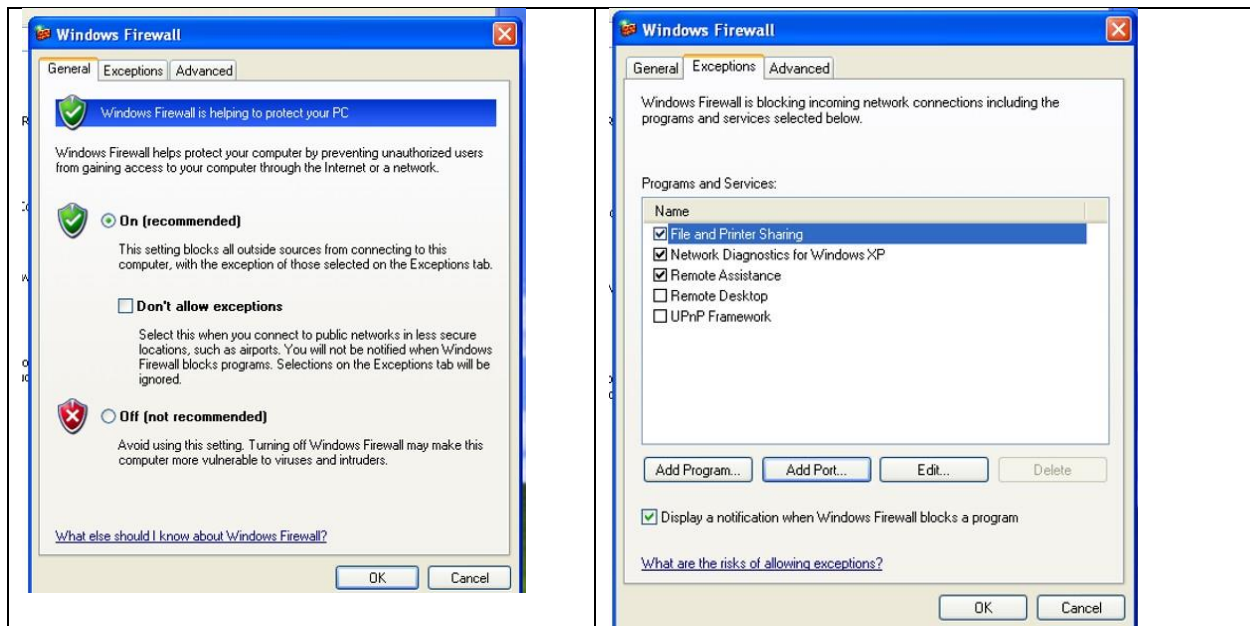 Windows Firewall
General Exceptions Advanced
Windows Firewall is helping to protect your PC
Windows Firewall helps protect your computer by preventing unauthorized users
from gaining access to your computer through the Internet or a network.
On (recommended)
This setting blocks all outside sources from connecting to this
computer, with the exception of those selected on the Exceptions tab.
Don't allow exceptions
Select this when you connect to public networks in less secure
locations, such as airports. You will not be notified when Windows
Firewall blocks programs. Selections on the Exceptions tab will be
ignored.
Off (not recommended)
Avoid using this setting. Turning off Windows Firewall may make this
computer more vulnerable to viruses and intruders.
What else should I know about Windows Firewall?
OK Cancel
Windows Firewall
General Exceptions Advanced
Windows Firewall is blocking incoming network connections including the
programs and services selected below.
Programs and Services:
Name
File and Printer Sharing
Network Diagnostics for Windows XP
Remote Assistance
Remote Desktop
UPnP Framework
Add Program... Add Port... Edit... Delete
Display a notification when Windows Firewall blocks a program
What are the risks of allowing exceptions?
OK Cancel